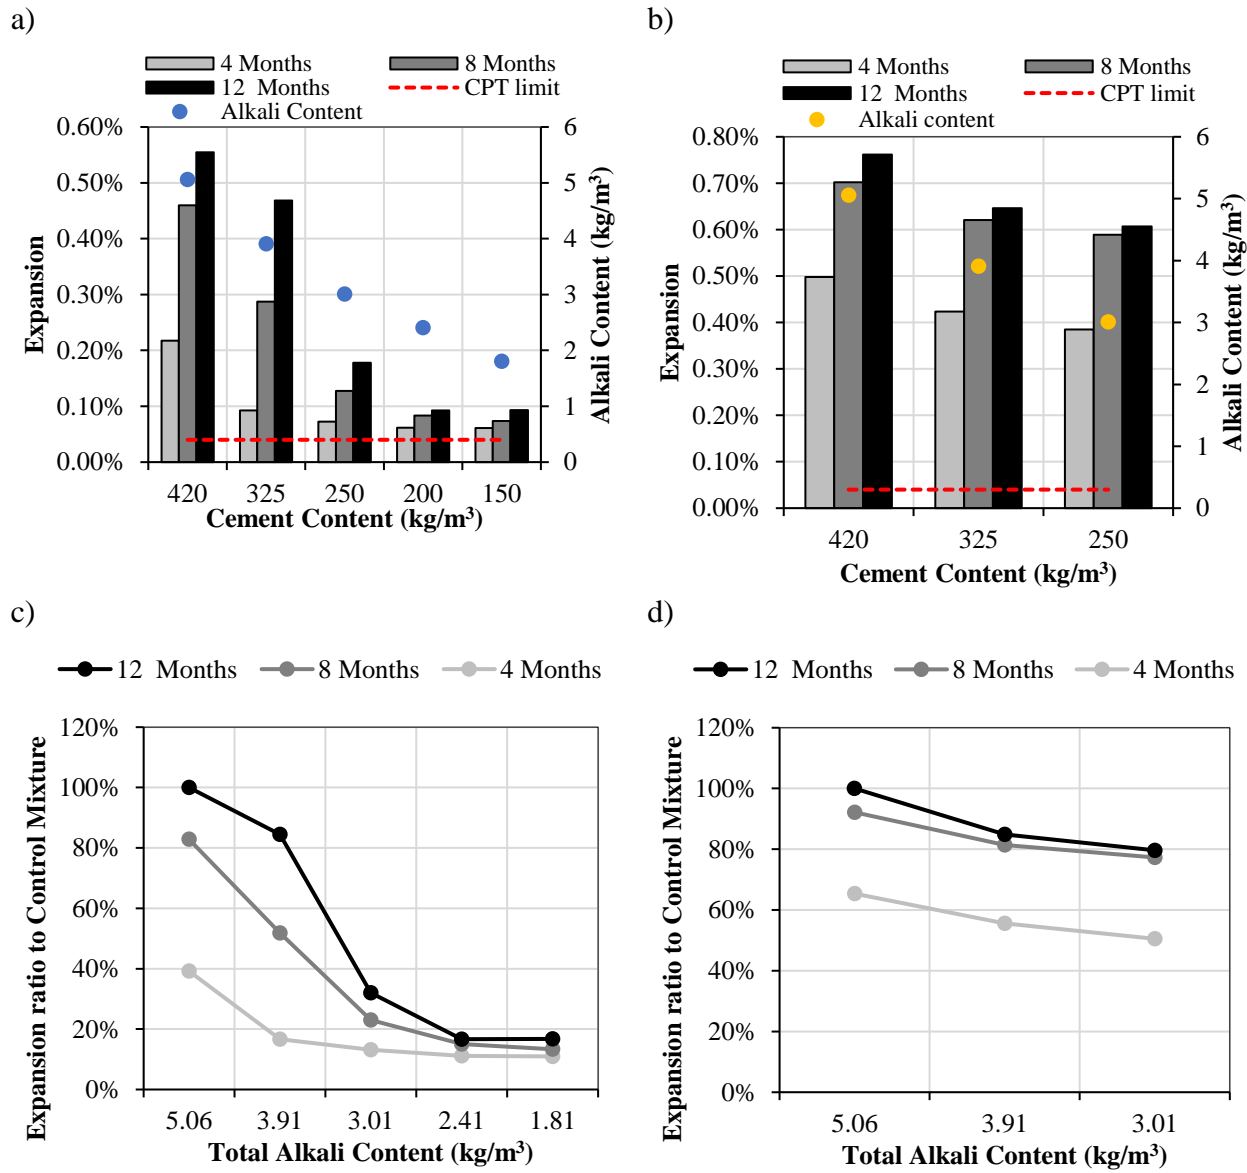 a)
4 Months
8 Months
12 Months
CPT limit
Alkali Content
0.60%
0.50%
0.40%
0.30%
0.20%
0.10%
0.00%
Expansion
6
5
4
3
2
1
0
Alkali Content (kg/m³)
420 325 250 200 150
Cement Content (kg/m³)
b)
4 Months
8 Months
12 Months
CPT limit
Alkali content
0.80%
0.70%
0.60%
0.50%
0.40%
0.30%
0.20%
0.10%
0.00%
Expansion
6
5
4
3
2
1
0
Alkali Content (kg/m³)
420 325 250
Cement Content (kg/m³)
c)
12 Months 8 Months 4 Months
120%
100%
80%
60%
40%
20%
0%
Expansion ratio to Control Mixture
5.06 3.91 3.01 2.41 1.81
Total Alkali Content (kg/m³)
d)
12 Months 8 Months 4 Months
120%
100%
80%
60%
40%
20%
0%
Expansion ratio to Control Mixture
5.06 3.91 3.01
Total Alkali Content (kg/m³)